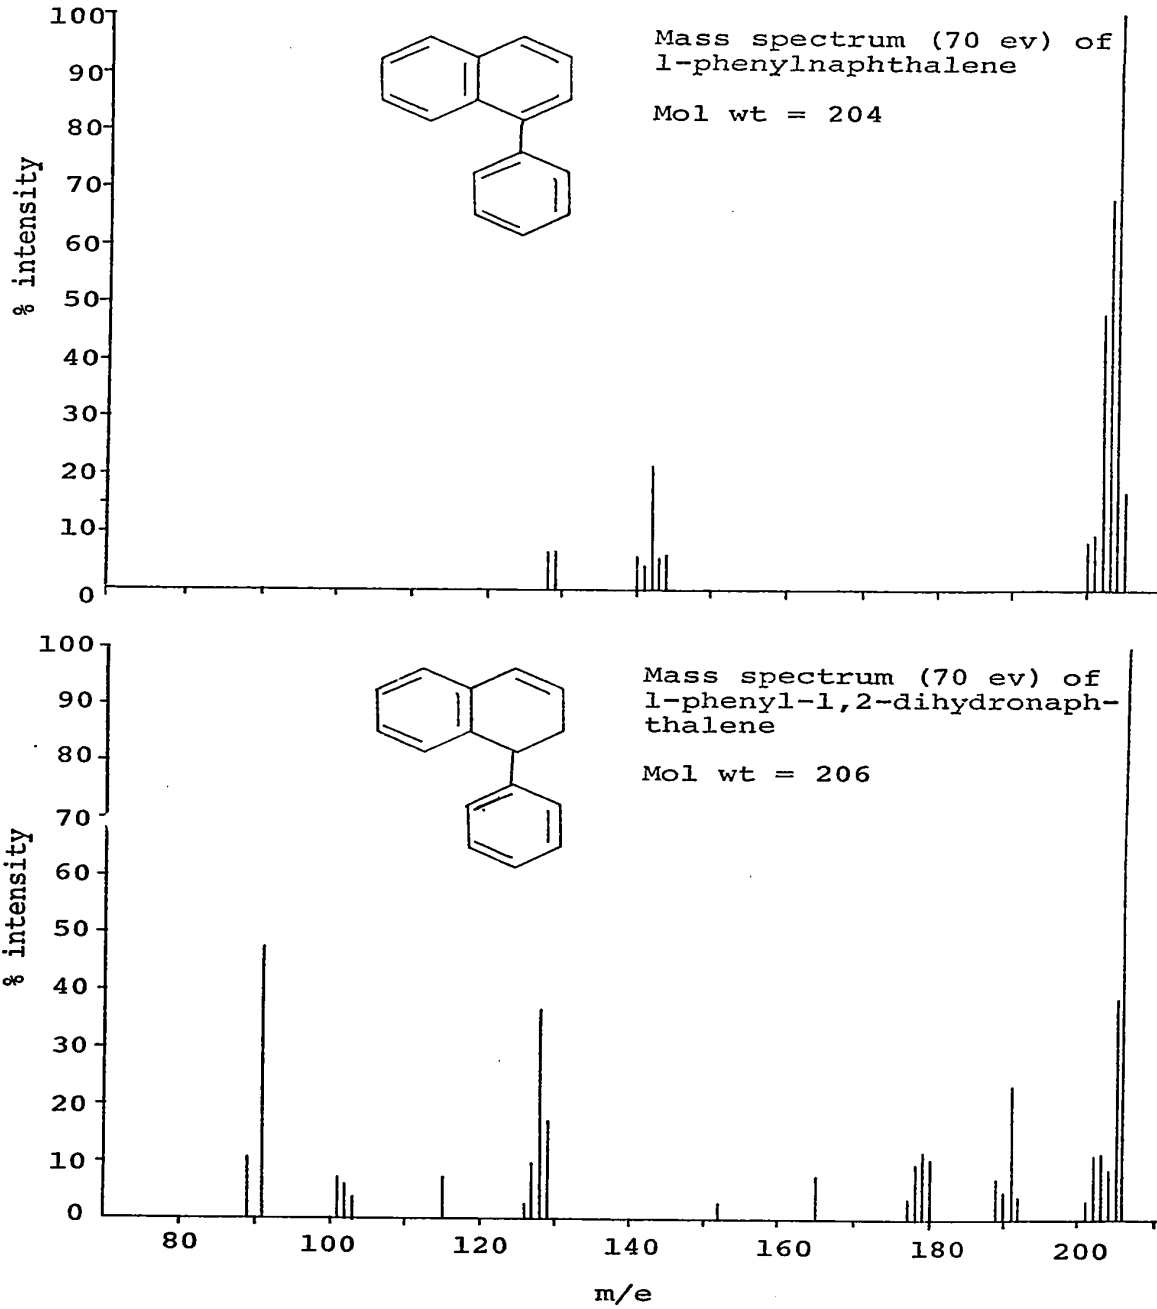 100
90
80
70
60
50
40
30
20
10
0
% intensity
Mass spectrum (70 ev) of
1-phenylnaphthalene
Mol wt = 204
100
90
80
70
60
50
40
30
20
10
0
% intensity
Mass spectrum (70 ev) of
1-phenyl-1,2-dihydronaph-
thalene
Mol wt = 206
80 100 120 140 160 180 200
m/e